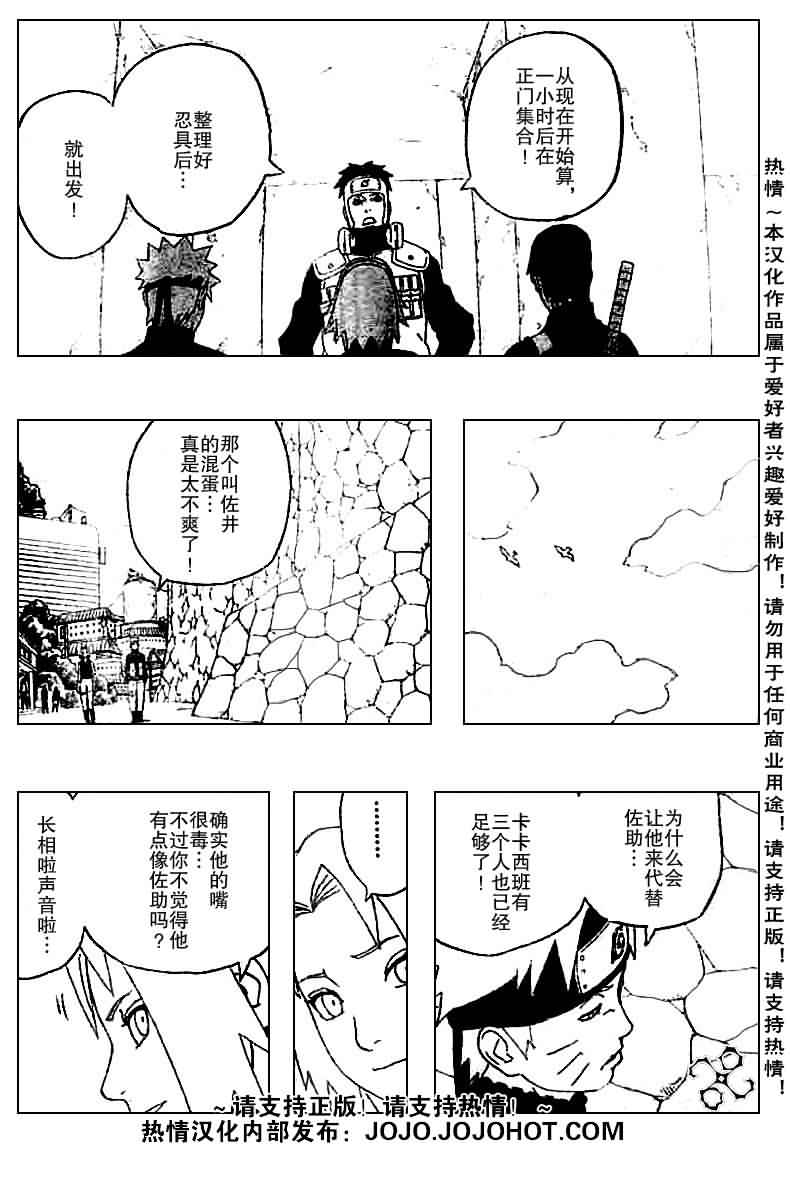 从现在开始算，
一小时后在
正门集合！
整理好
忍具后…
就出发！
那个叫佐井
的混蛋…
真是太不爽了！
为什么会
让他来代替
佐助…
卡卡西班有
三个人也已经
足够了！
………
确实他的嘴
很毒…
不过你不觉得他
有点像佐助吗？
长相啦声音啦…
热情～本汉化作品属于爱好者兴趣爱好制作！请勿用于任何商业用途！请支持正版！请支持热情！
～请支持正版！请支持热情！～
热情汉化内部发布：JOJO.JOJOHOT.COM